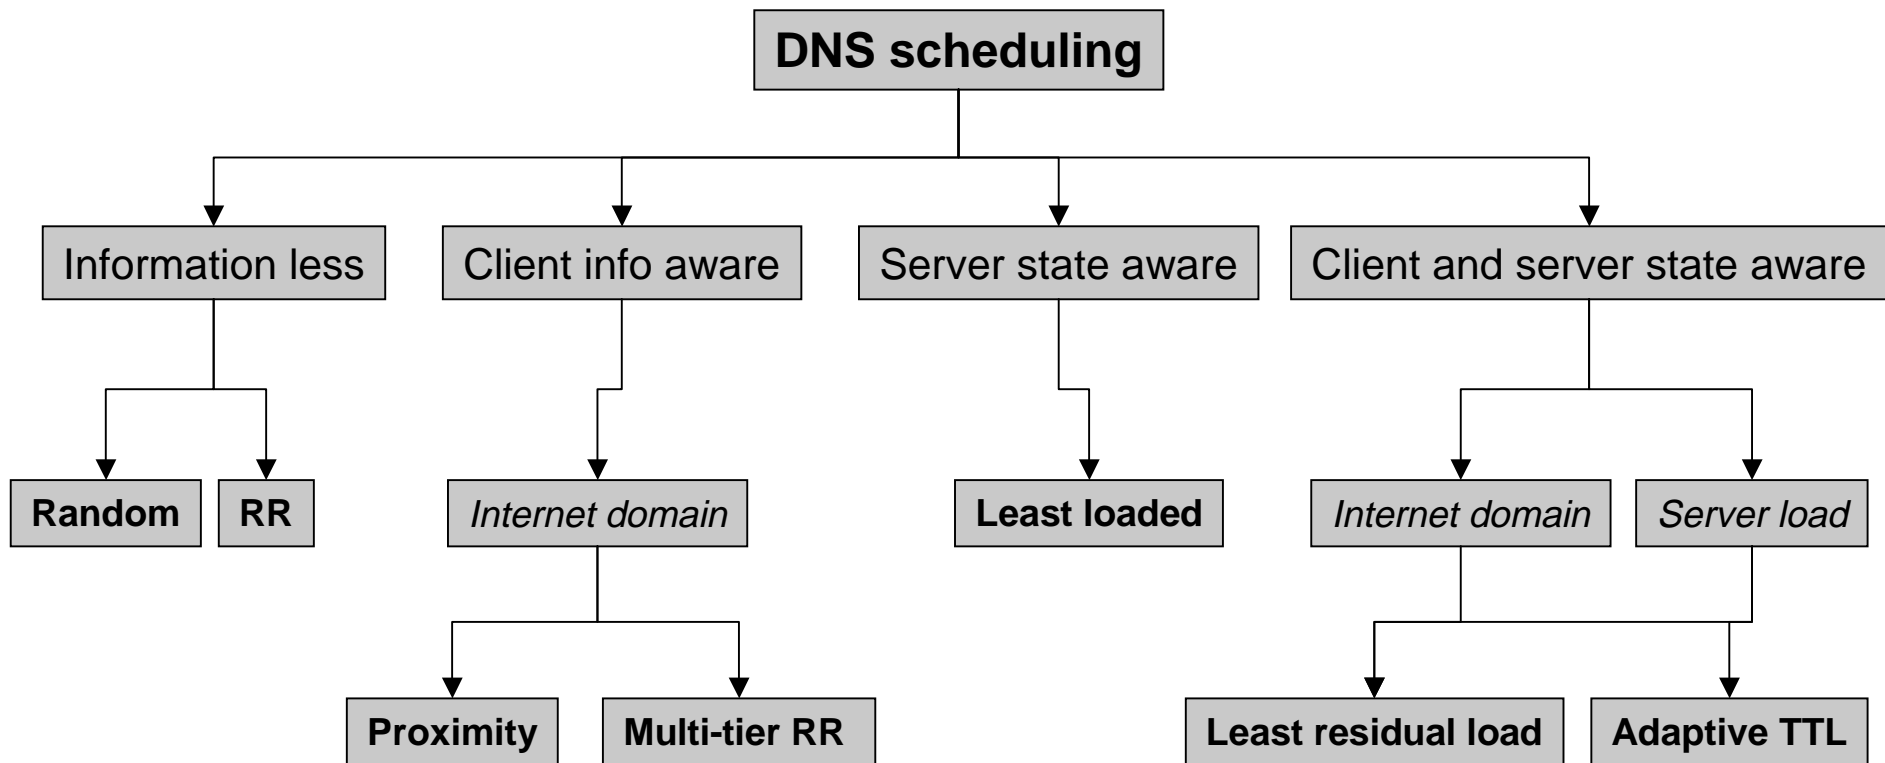 DNS scheduling
Information less
Client info aware
Server state aware
Client and server state aware
Random
RR
Internet domain
Least loaded
Internet domain
Server load
Proximity
Multi-tier RR
Least residual load
Adaptive TTL